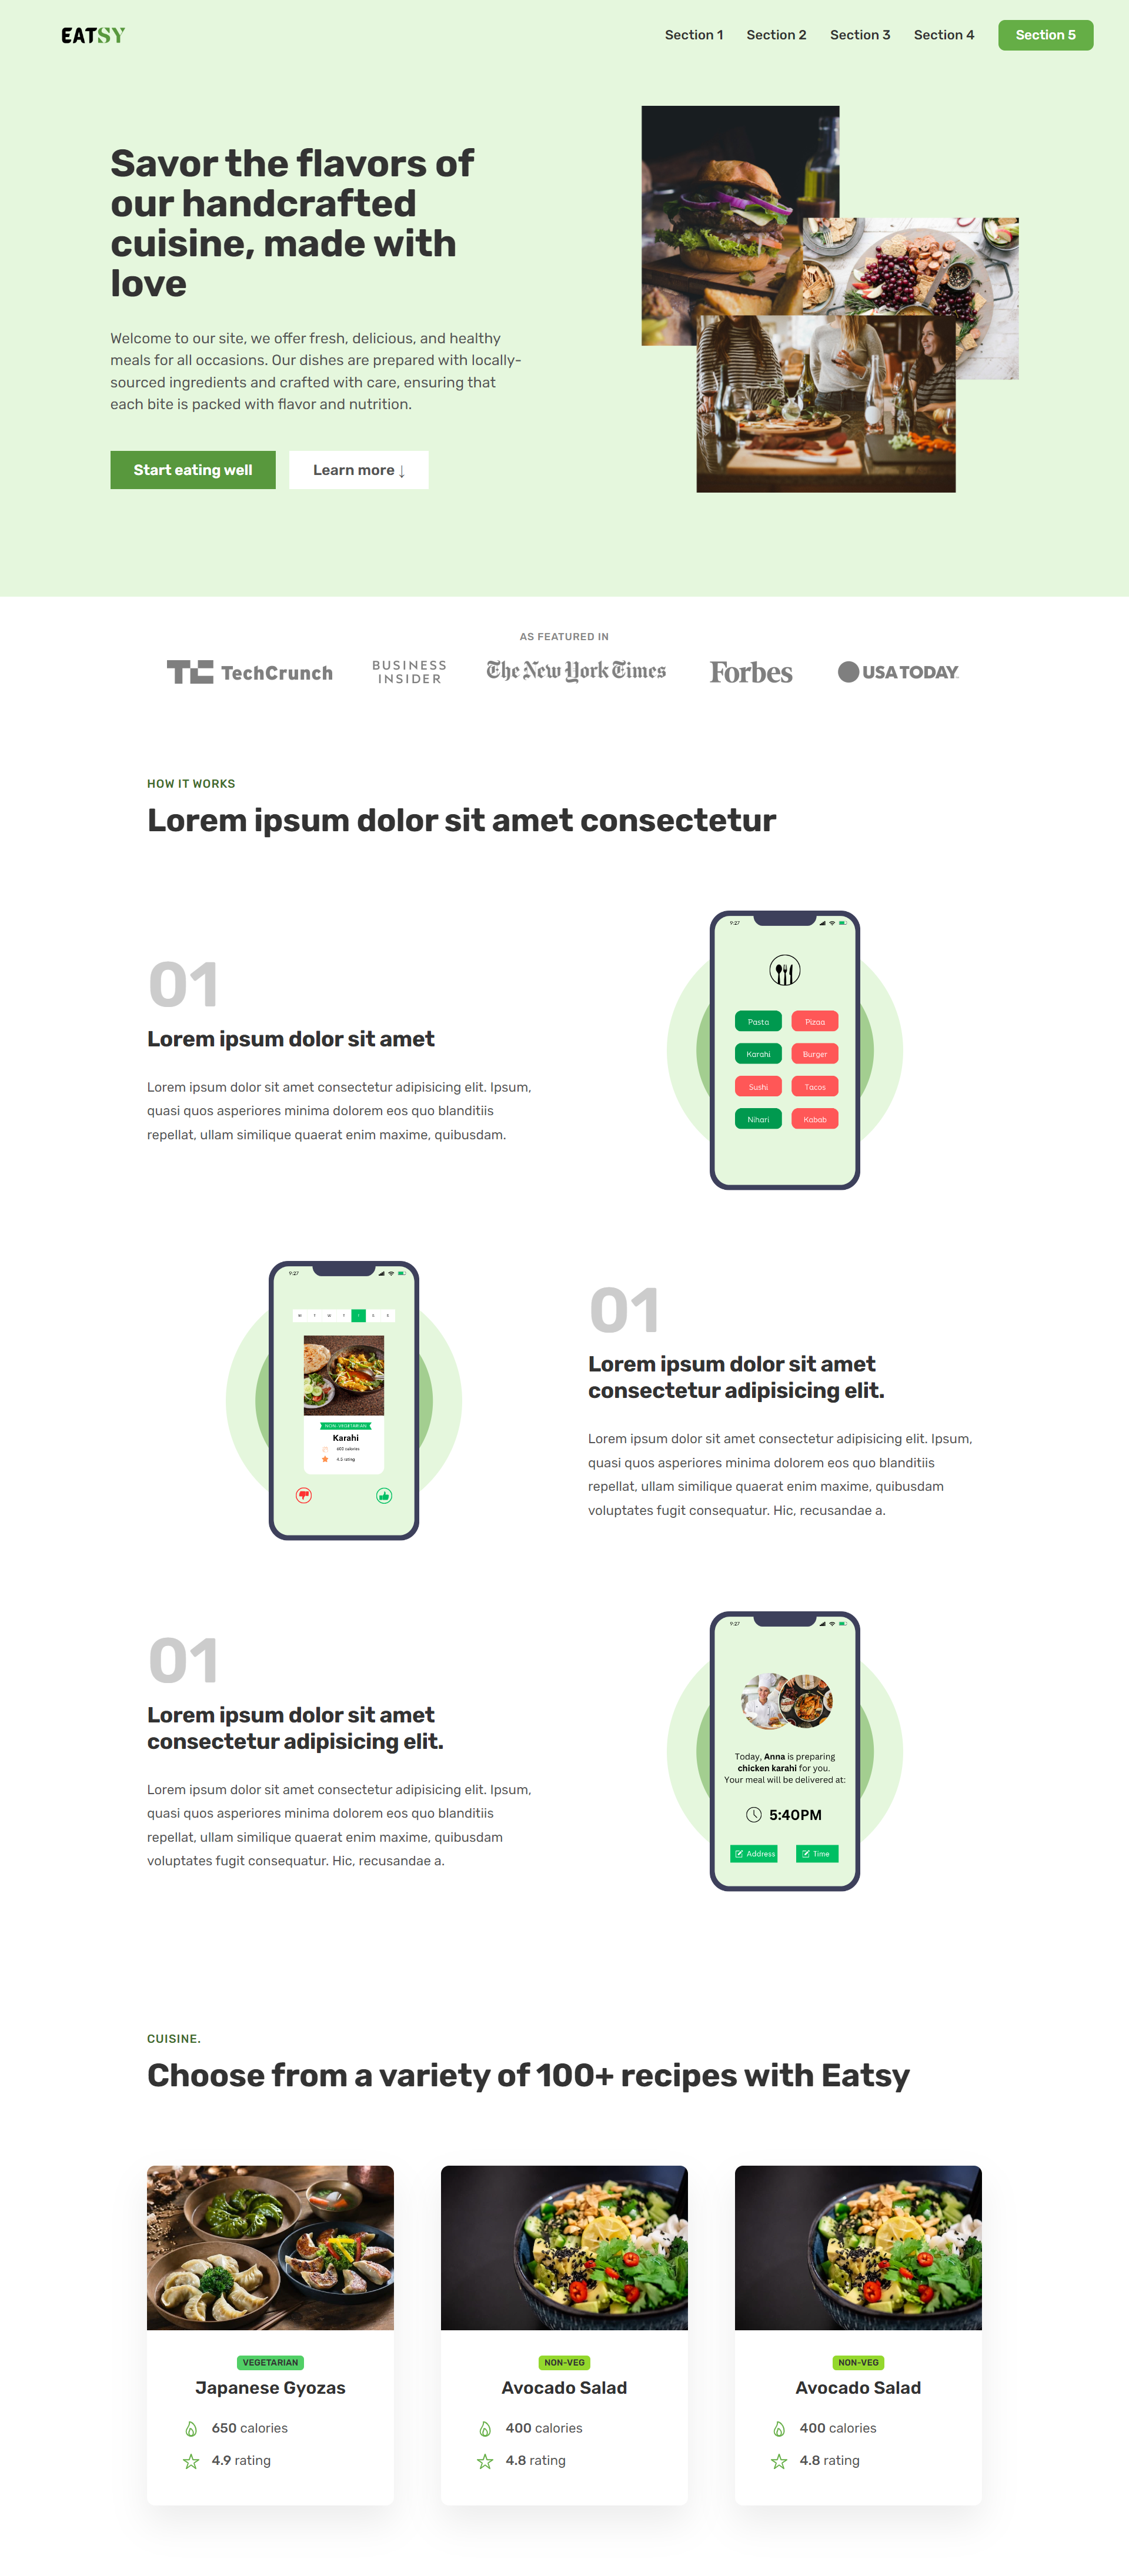 EATSY
Section 1
Section 2
Section 3
Section 4
Section 5
Savor the flavors of
our handcrafted
cuisine, made with
love
Welcome to our site, we offer fresh, delicious, and healthy
meals for all occasions. Our dishes are prepared with locally-
sourced ingredients and crafted with care, ensuring that
each bite is packed with flavor and nutrition.
Start eating well
Learn more ↓
AS FEATURED IN
TC TechCrunch
BUSINESS
INSIDER
The New York Times
Forbes
USA TODAY
HOW IT WORKS
Lorem ipsum dolor sit amet consectetur
01
Lorem ipsum dolor sit amet
Lorem ipsum dolor sit amet consectetur adipisicing elit. Ipsum,
quasi quos asperiores minima dolorem eos quo blanditiis
repellat, ullam similique quaerat enim maxime, quibusdam.
9:27
Pasta
Pizaa
Karahi
Burger
Sushi
Tacos
Nihari
Kabab
9:27
M T W T F S S
NON-VEGETARIAN
Karahi
400 calories
4.5 rating
01
Lorem ipsum dolor sit amet
consectetur adipisicing elit.
Lorem ipsum dolor sit amet consectetur adipisicing elit. Ipsum,
quasi quos asperiores minima dolorem eos quo blanditiis
repellat, ullam similique quaerat enim maxime, quibusdam
voluptates fugit consequatur. Hic, recusandae a.
01
Lorem ipsum dolor sit amet
consectetur adipisicing elit.
Lorem ipsum dolor sit amet consectetur adipisicing elit. Ipsum,
quasi quos asperiores minima dolorem eos quo blanditiis
repellat, ullam similique quaerat enim maxime, quibusdam
voluptates fugit consequatur. Hic, recusandae a.
9:27
Today, Anna is preparing
chicken karahi for you.
Your meal will be delivered at:
5:40PM
Address
Time
CUISINE.
Choose from a variety of 100+ recipes with Eatsy
VEGETARIAN
Japanese Gyozas
650 calories
4.9 rating
NON-VEG
Avocado Salad
400 calories
4.8 rating
NON-VEG
Avocado Salad
400 calories
4.8 rating